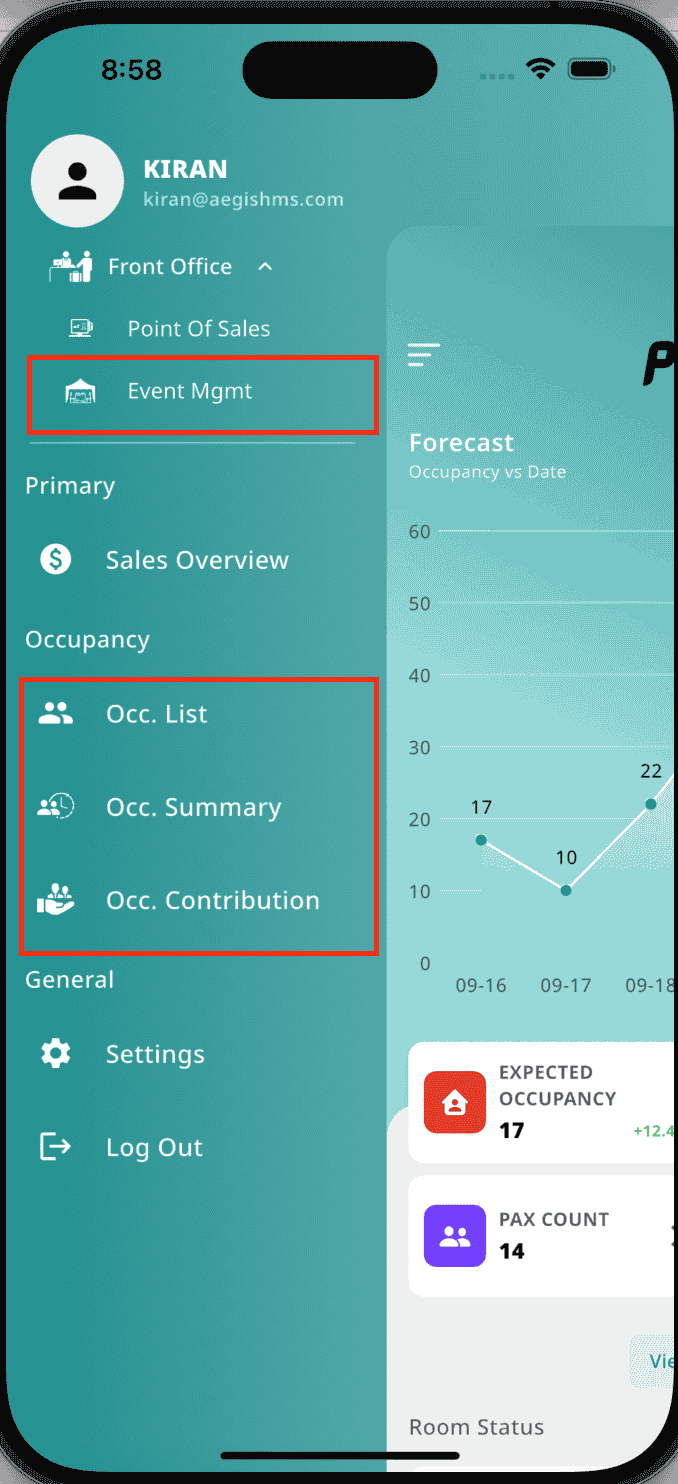 8:58
KIRAN
kiran@aegishms.com
Front Office
Point Of Sales
Event Mgmt
Primary
Sales Overview
Occupancy
Occ. List
Occ. Summary
Occ. Contribution
General
Settings
Log Out
P
Forecast
Occupancy vs Date
60
50
40
30
20
10
0
17
10
22
09-16 09-17 09-18
EXPECTED
OCCUPANCY
17
+12.4
PAX COUNT
14
Vie
Room Status